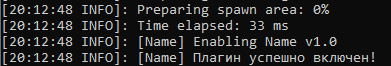 [20:12:48 INFO]: Preparing spawn area: 0%
[20:12:48 INFO]: Time elapsed: 33 ms
[20:12:48 INFO]: [Name] Enabling Name v1.0
[20:12:48 INFO]: [Name] Плагин успешно включен!